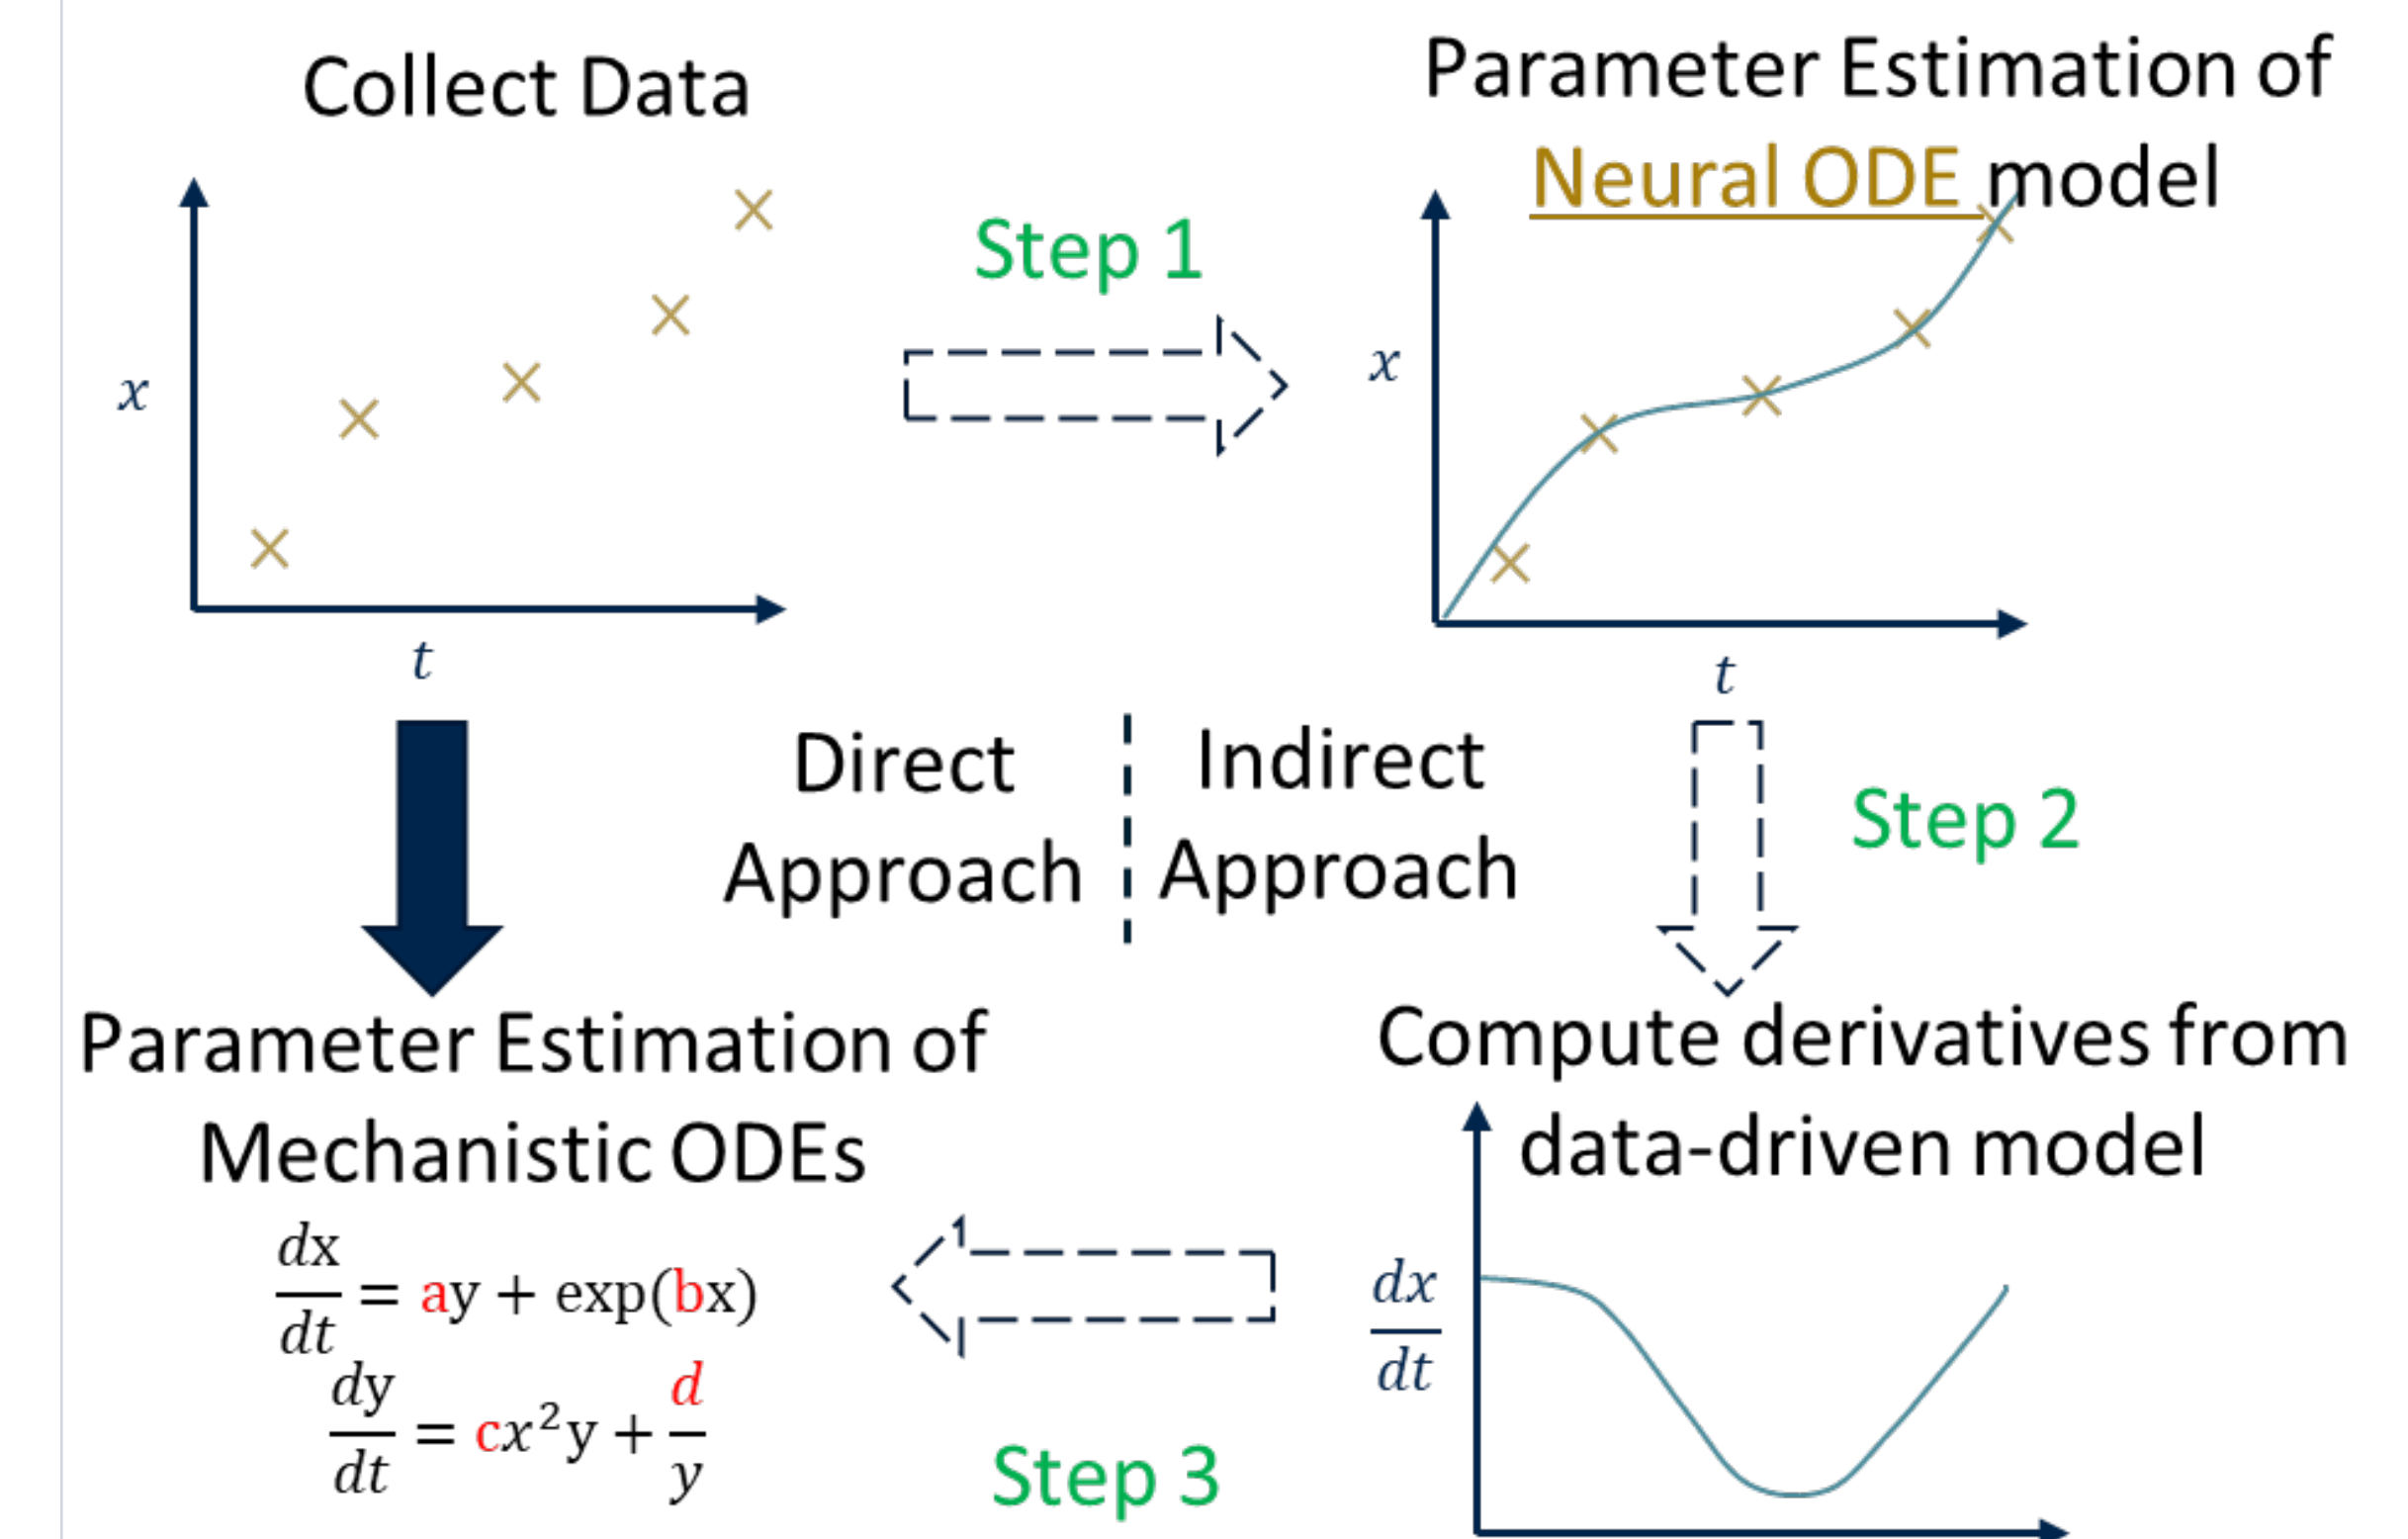 Collect Data
x
t
Step 1
Parameter Estimation of
Neural ODE model
x
t
Direct
Approach
Indirect
Approach
Step 2
Compute derivatives from
data-driven model
dx
dt
Step 3
Parameter Estimation of
Mechanistic ODEs
dx/dt = ay + exp(bx)
dy/dt = cx²y + d/y